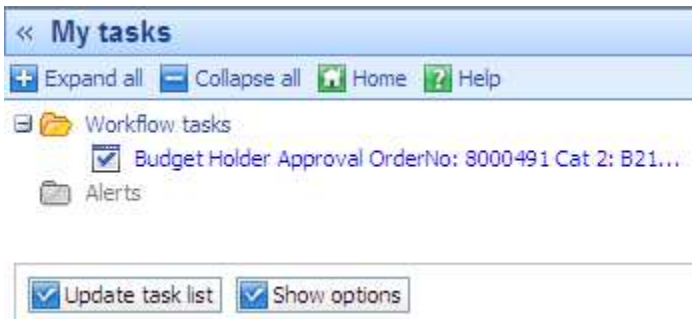 « My tasks
Expand all Collapse all Home Help
Workflow tasks
Budget Holder Approval OrderNo: 8000491 Cat 2: B21...
Alerts
Update task list Show options